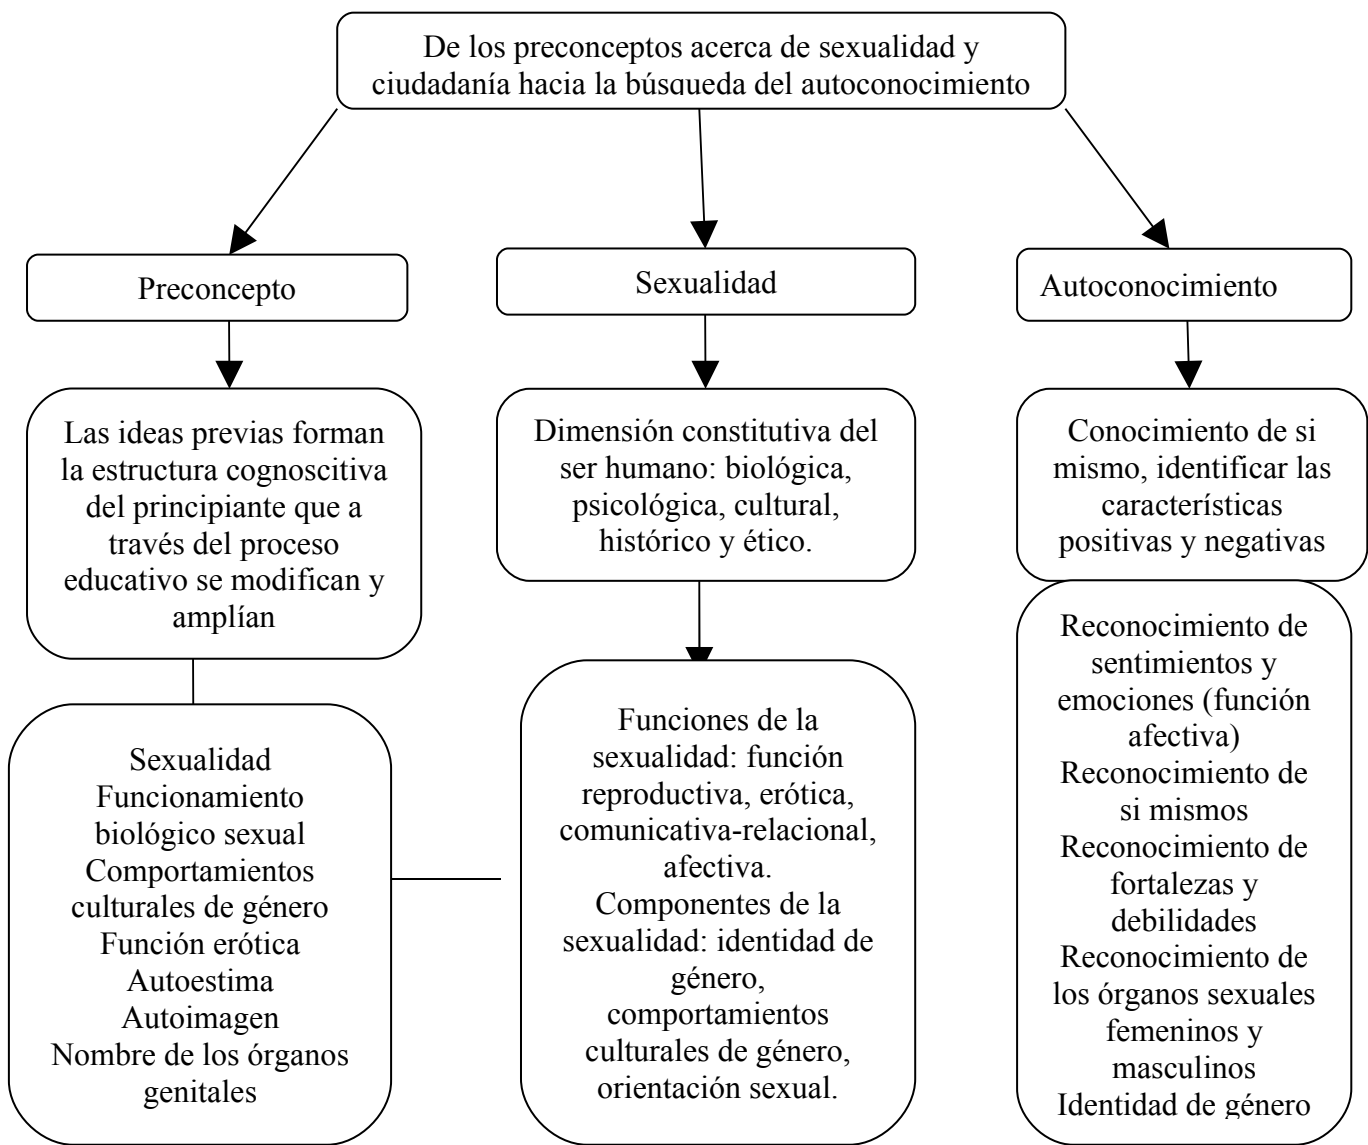 De los preconceptos acerca de sexualidad y
ciudadanía hacia la búsqueda del autoconocimiento
Preconcepto
Sexualidad
Autoconocimiento
Las ideas previas forman
la estructura cognoscitiva
del principiante que a
través del proceso
educativo se modifican y
amplían
Dimensión constitutiva del
ser humano: biológica,
psicológica, cultural,
histórico y ético.
Conocimiento de si
mismo, identificar las
características
positivas y negativas
Sexualidad
Funcionamiento
biológico sexual
Comportamientos
culturales de género
Función erótica
Autoestima
Autoimagen
Nombre de los órganos
genitales
Funciones de la
sexualidad: función
reproductiva, erótica,
comunicativa-relacional,
afectiva.
Componentes de la
sexualidad: identidad de
género,
comportamientos
culturales de género,
orientación sexual.
Reconocimiento de
sentimientos y
emociones (función
afectiva)
Reconocimiento de
si mismos
Reconocimiento de
fortalezas y
debilidades
Reconocimiento de
los órganos sexuales
femeninos y
masculinos
Identidad de género